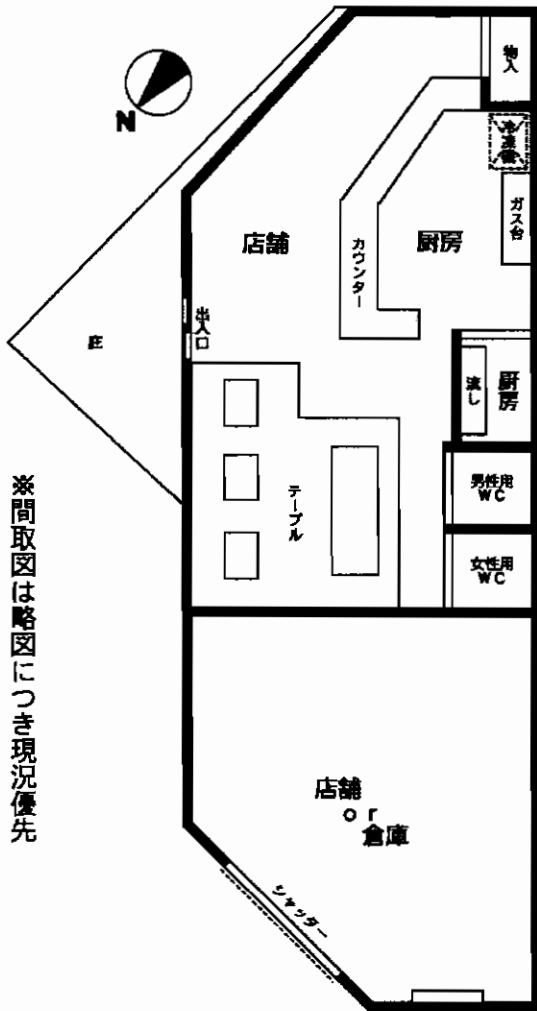 物入
N
冷凍機
ガス台
店舗
カウンター
厨房
出入口
庇
流し
厨房
テーブル
男性用
WC
女性用
WC
※間取図は略図につき現況優先
店舗
or
倉庫
シャッター